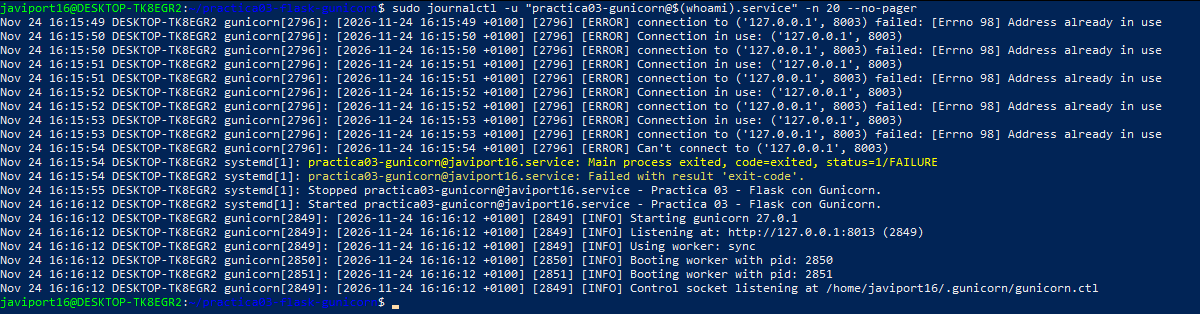 javiport16@DESKTOP-TK8EGR2:~/practica03-flask-gunicorn$ sudo journalctl -u "practica03-gunicorn@$(whoami).service" -n 20 --no-pager
Nov 24 16:15:49 DESKTOP-TK8EGR2 gunicorn[2796]: [2026-11-24 16:15:49 +0100] [2796] [ERROR] connection to ('127.0.0.1', 8003) failed: [Errno 98] Address already in use
Nov 24 16:15:50 DESKTOP-TK8EGR2 gunicorn[2796]: [2026-11-24 16:15:50 +0100] [2796] [ERROR] Connection in use: ('127.0.0.1', 8003)
Nov 24 16:15:50 DESKTOP-TK8EGR2 gunicorn[2796]: [2026-11-24 16:15:50 +0100] [2796] [ERROR] connection to ('127.0.0.1', 8003) failed: [Errno 98] Address already in use
Nov 24 16:15:51 DESKTOP-TK8EGR2 gunicorn[2796]: [2026-11-24 16:15:51 +0100] [2796] [ERROR] Connection in use: ('127.0.0.1', 8003)
Nov 24 16:15:51 DESKTOP-TK8EGR2 gunicorn[2796]: [2026-11-24 16:15:51 +0100] [2796] [ERROR] connection to ('127.0.0.1', 8003) failed: [Errno 98] Address already in use
Nov 24 16:15:52 DESKTOP-TK8EGR2 gunicorn[2796]: [2026-11-24 16:15:52 +0100] [2796] [ERROR] Connection in use: ('127.0.0.1', 8003)
Nov 24 16:15:52 DESKTOP-TK8EGR2 gunicorn[2796]: [2026-11-24 16:15:52 +0100] [2796] [ERROR] connection to ('127.0.0.1', 8003) failed: [Errno 98] Address already in use
Nov 24 16:15:53 DESKTOP-TK8EGR2 gunicorn[2796]: [2026-11-24 16:15:53 +0100] [2796] [ERROR] Connection in use: ('127.0.0.1', 8003)
Nov 24 16:15:53 DESKTOP-TK8EGR2 gunicorn[2796]: [2026-11-24 16:15:53 +0100] [2796] [ERROR] connection to ('127.0.0.1', 8003) failed: [Errno 98] Address already in use
Nov 24 16:15:54 DESKTOP-TK8EGR2 gunicorn[2796]: [2026-11-24 16:15:54 +0100] [2796] [ERROR] Can't connect to ('127.0.0.1', 8003)
Nov 24 16:15:54 DESKTOP-TK8EGR2 systemd[1]: practica03-gunicorn@javiport16.service: Main process exited, code=exited, status=1/FAILURE
Nov 24 16:15:54 DESKTOP-TK8EGR2 systemd[1]: practica03-gunicorn@javiport16.service: Failed with result 'exit-code'.
Nov 24 16:15:55 DESKTOP-TK8EGR2 systemd[1]: Stopped practica03-gunicorn@javiport16.service - Practica 03 - Flask con Gunicorn.
Nov 24 16:15:55 DESKTOP-TK8EGR2 systemd[1]: Started practica03-gunicorn@javiport16.service - Practica 03 - Flask con Gunicorn.
Nov 24 16:16:12 DESKTOP-TK8EGR2 gunicorn[2849]: [2026-11-24 16:16:12 +0100] [2849] [INFO] Starting gunicorn 27.0.1
Nov 24 16:16:12 DESKTOP-TK8EGR2 gunicorn[2849]: [2026-11-24 16:16:12 +0100] [2849] [INFO] Listening at: http://127.0.0.1:8013 (2849)
Nov 24 16:16:12 DESKTOP-TK8EGR2 gunicorn[2849]: [2026-11-24 16:16:12 +0100] [2849] [INFO] Using worker: sync
Nov 24 16:16:12 DESKTOP-TK8EGR2 gunicorn[2850]: [2026-11-24 16:16:12 +0100] [2850] [INFO] Booting worker with pid: 2850
Nov 24 16:16:12 DESKTOP-TK8EGR2 gunicorn[2851]: [2026-11-24 16:16:12 +0100] [2851] [INFO] Booting worker with pid: 2851
Nov 24 16:16:12 DESKTOP-TK8EGR2 gunicorn[2849]: [2026-11-24 16:16:12 +0100] [2849] [INFO] Control socket listening at /home/javiport16/.gunicorn/gunicorn.ctl
javiport16@DESKTOP-TK8EGR2:~/practica03-flask-gunicorn$